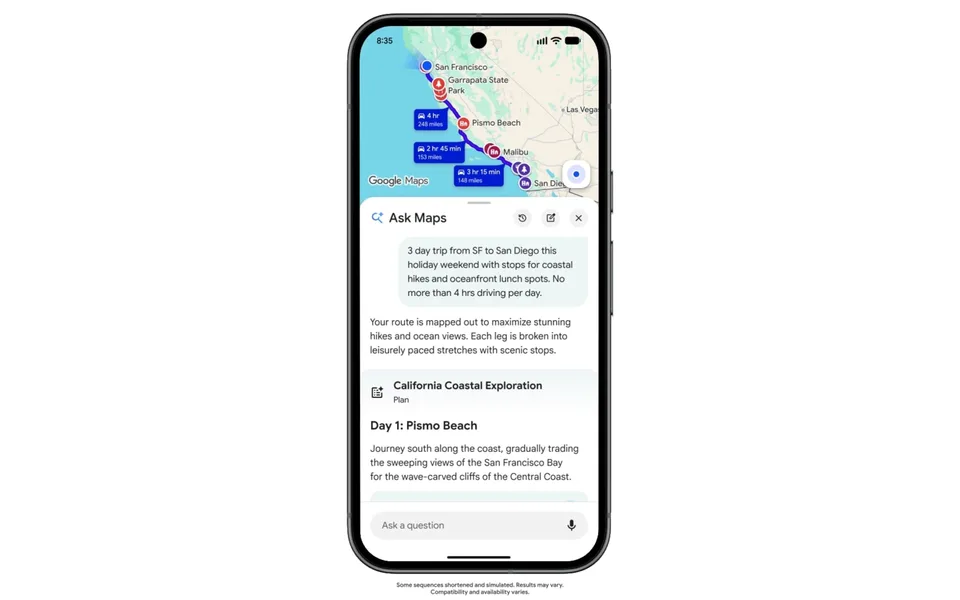 8:35
San Francisco
Garrapata State
Park
4 hr
248 miles
Las Vegas
Pismo Beach
2 hr 45 min
153 miles
Malibu
3 hr 15 min
148 miles
Google Maps
San Die
Ask Maps
3 day trip from SF to San Diego this
holiday weekend with stops for coastal
hikes and oceanfront lunch spots. No
more than 4 hrs driving per day.
Your route is mapped out to maximize stunning
hikes and ocean views. Each leg is broken into
leisurely paced stretches with scenic stops.
California Coastal Exploration
Plan
Day 1: Pismo Beach
Journey south along the coast, gradually trading
the sweeping views of the San Francisco Bay
for the wave-carved cliffs of the Central Coast.
Ask a question
Some sequences shortened and simulated. Results may vary.
Compatibility and availability varies.